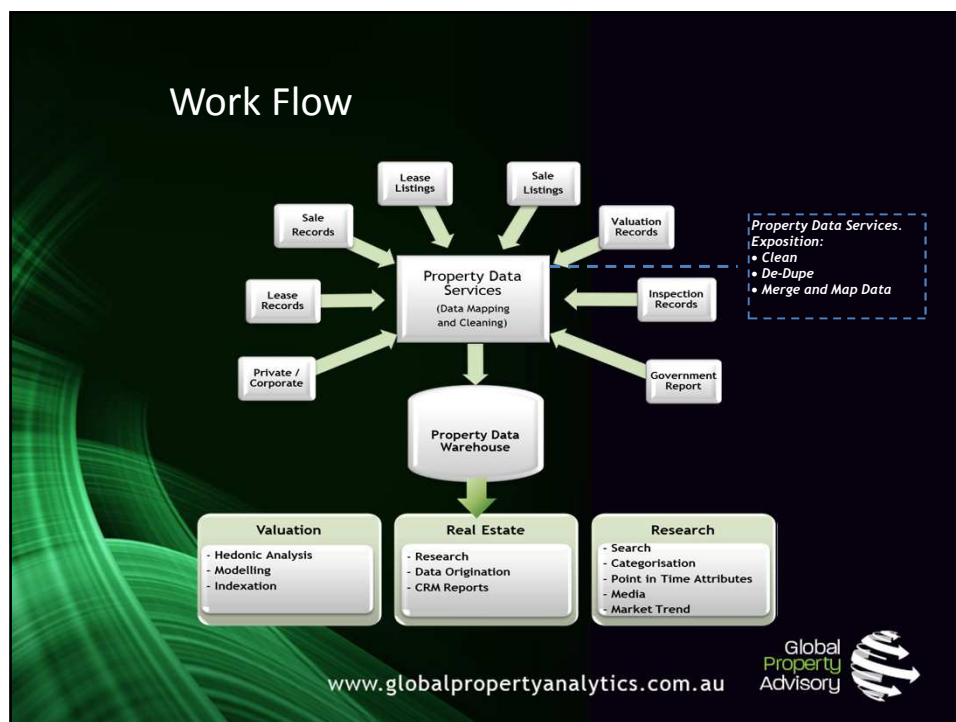 Work Flow
Lease
Listings
Sale
Listings
Sale
Records
Valuation
Records
Property Data Services.
Exposition:
• Clean
• De-Dupe
• Merge and Map Data
Property Data
Services
(Data Mapping
and Cleaning)
Lease
Records
Inspection
Records
Private /
Corporate
Government
Report
Property Data
Warehouse
Valuation
- Hedonic Analysis
- Modelling
- Indexation
Real Estate
- Research
- Data Origination
- CRM Reports
Research
- Search
- Categorisation
- Point in Time Attributes
- Media
- Market Trend
www.globalpropertyanalytics.com.au
Global
Property
Advisory